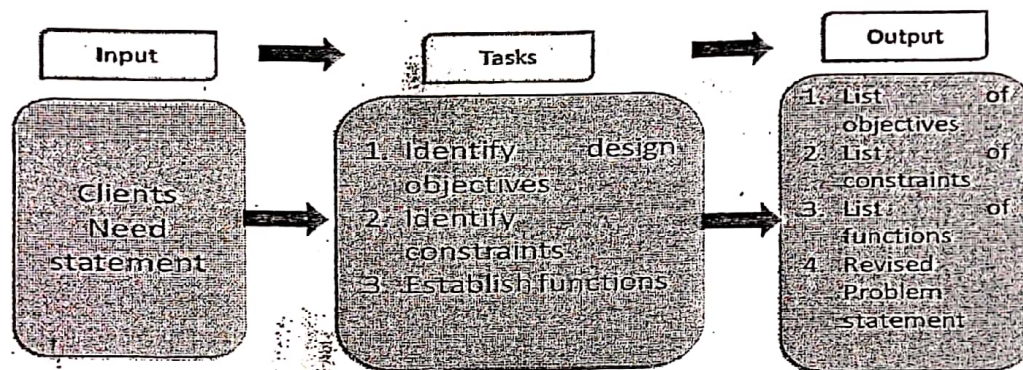 Input
Tasks
Output
Clients
Need
statement
1. Identify design
objectives
2. Identify
constraints
3. Establish functions
1. List of
objectives
2. List of
constraints
3. List of
functions
4. Revised
Problem
statement